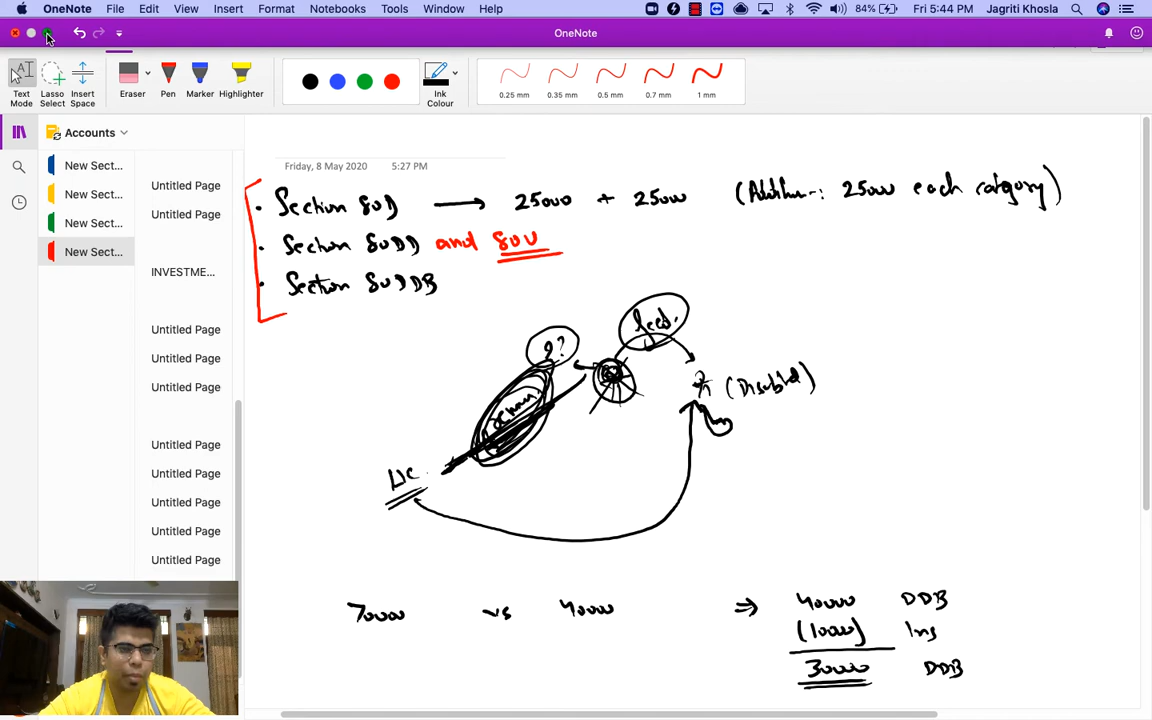 OneNote File Edit View Insert Format Notebooks Tools Window Help 84% Fri 5:44 PM Jagriti Khosla
OneNote
Text Mode Lasso Select Insert Space Eraser Pen Marker Highlighter Ink Colour 0.25 mm 0.35 mm 0.5 mm 0.7 mm 1 mm
Accounts
New Sect...
New Sect...
New Sect...
New Sect...
Untitled Page
Untitled Page
INVESTME...
Untitled Page
Untitled Page
Untitled Page
Untitled Page
Untitled Page
Untitled Page
Untitled Page
Untitled Page
Friday, 8 May 2020 5:27 PM
• Section 80D → 25000 + 25000 ( : 25000 each category)
• Section 80DD and 80U
• Section 80DDB
?
(Disabled)
LIC
70000 vs 40000 ⇒ 40000 DDB
(10000) Ins
30000 DDB